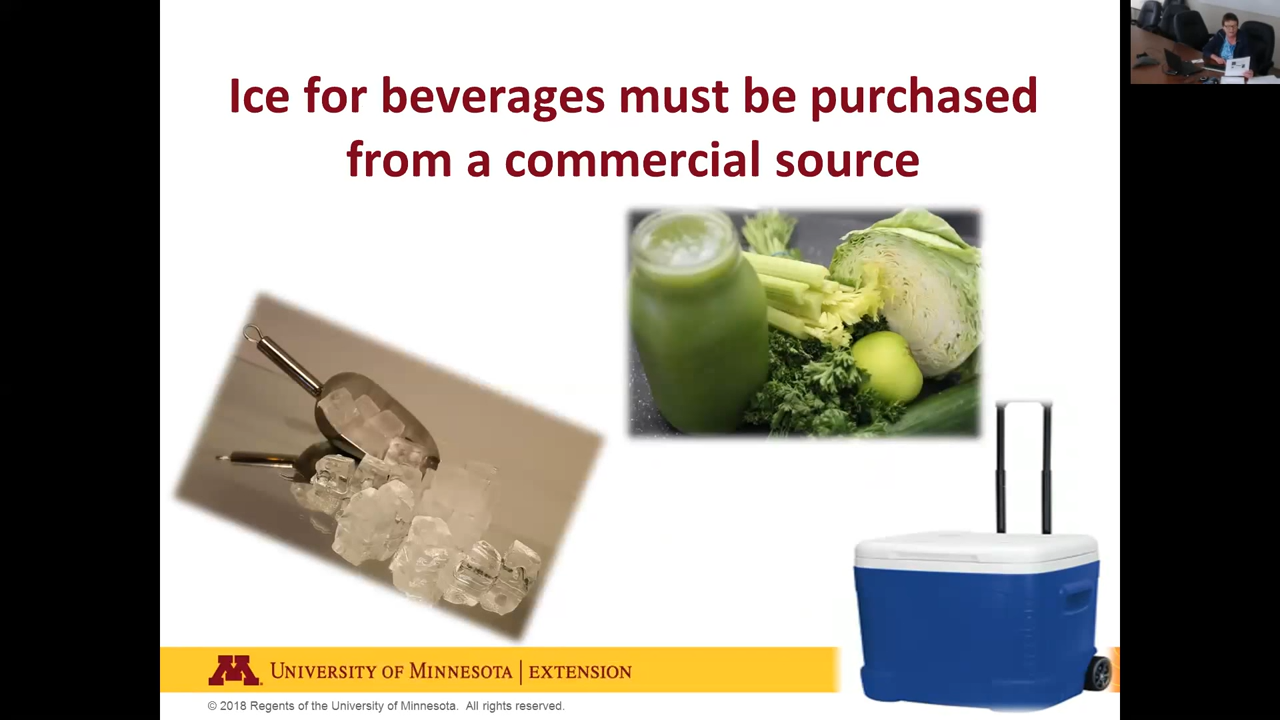 Ice for beverages must be purchased
from a commercial source
UNIVERSITY OF MINNESOTA | EXTENSION
© 2018 Regents of the University of Minnesota. All rights reserved.